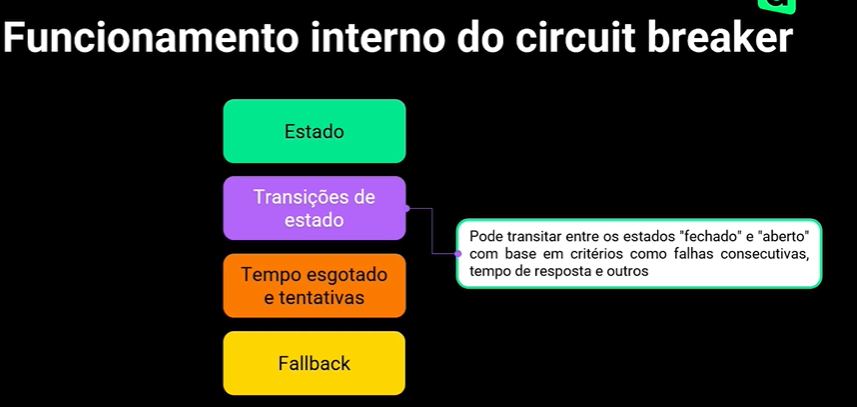 Funcionamento interno do circuit breaker
Estado
Transições de
estado
Pode transitar entre os estados "fechado" e "aberto"
com base em critérios como falhas consecutivas,
tempo de resposta e outros
Tempo esgotado
e tentativas
Fallback